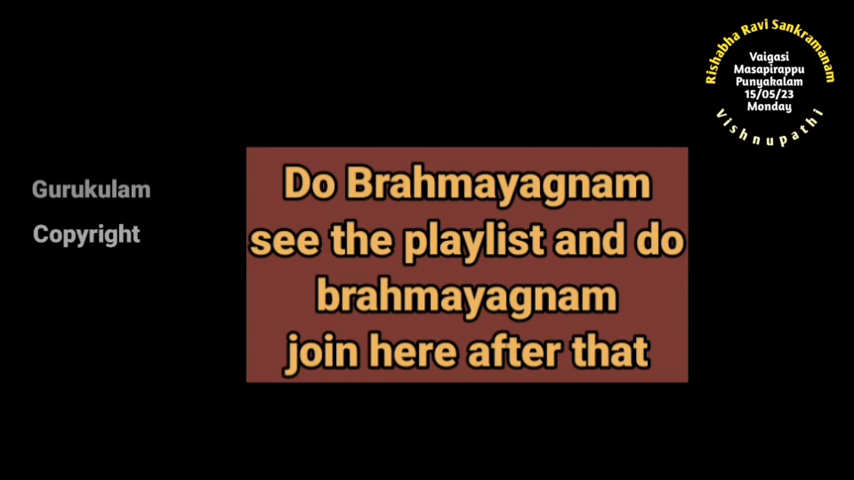 Rishabha Ravi Sankramanam
Vaigasi
Masapirappu
Punyakalam
15/05/23
Monday
Vishnupathi
Gurukulam
Copyright
Do Brahmayagnam
see the playlist and do
brahmayagnam
join here after that